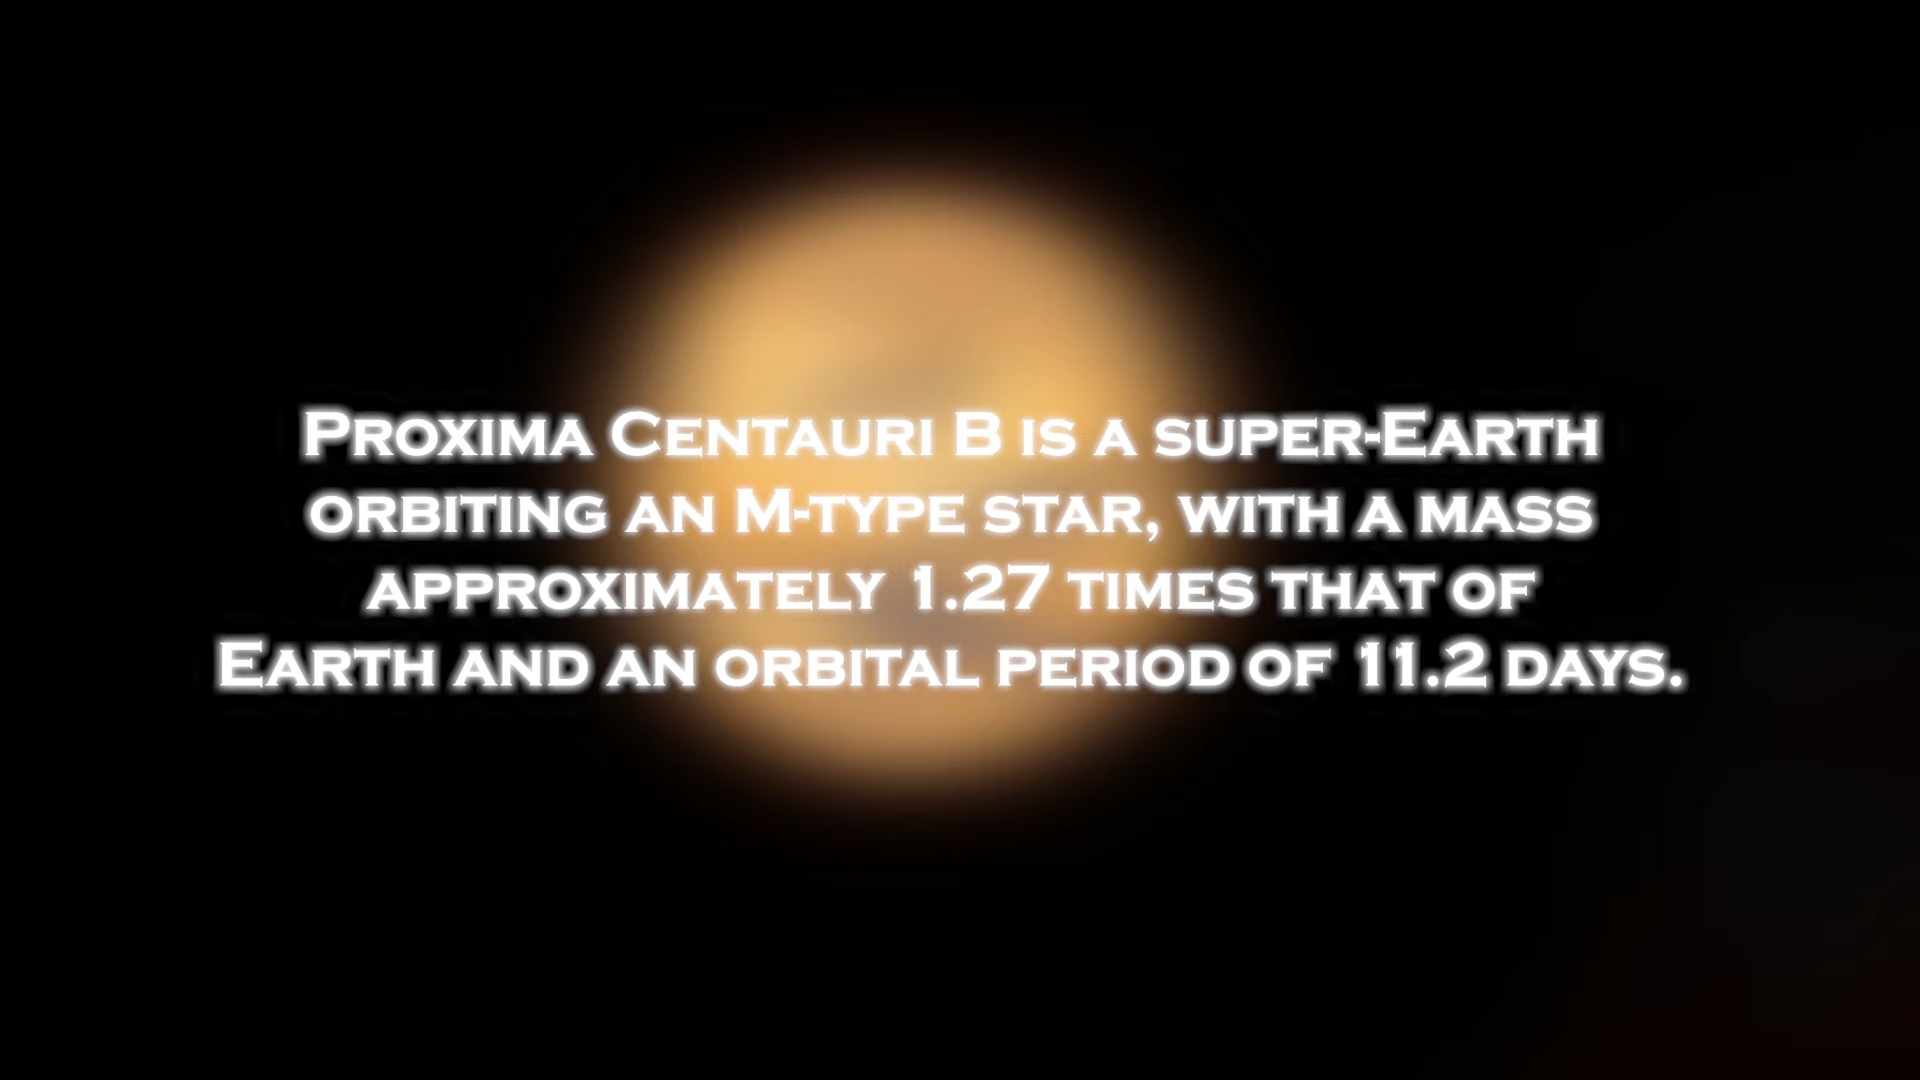 Proxima Centauri B is a super-Earth
orbiting an M-type star, with a mass
approximately 1.27 times that of
Earth and an orbital period of 11.2 days.